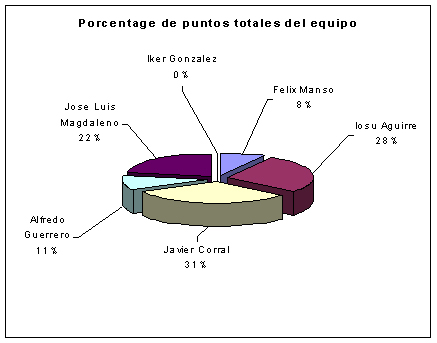 Porcentage de puntos totales del equipo
Iker Gonzalez
0%
Felix Manso
8%
Jose Luis
Magdaleno
22%
Iosu Aguirre
28%
Alfredo
Guerrero
11%
Javier Corral
31%